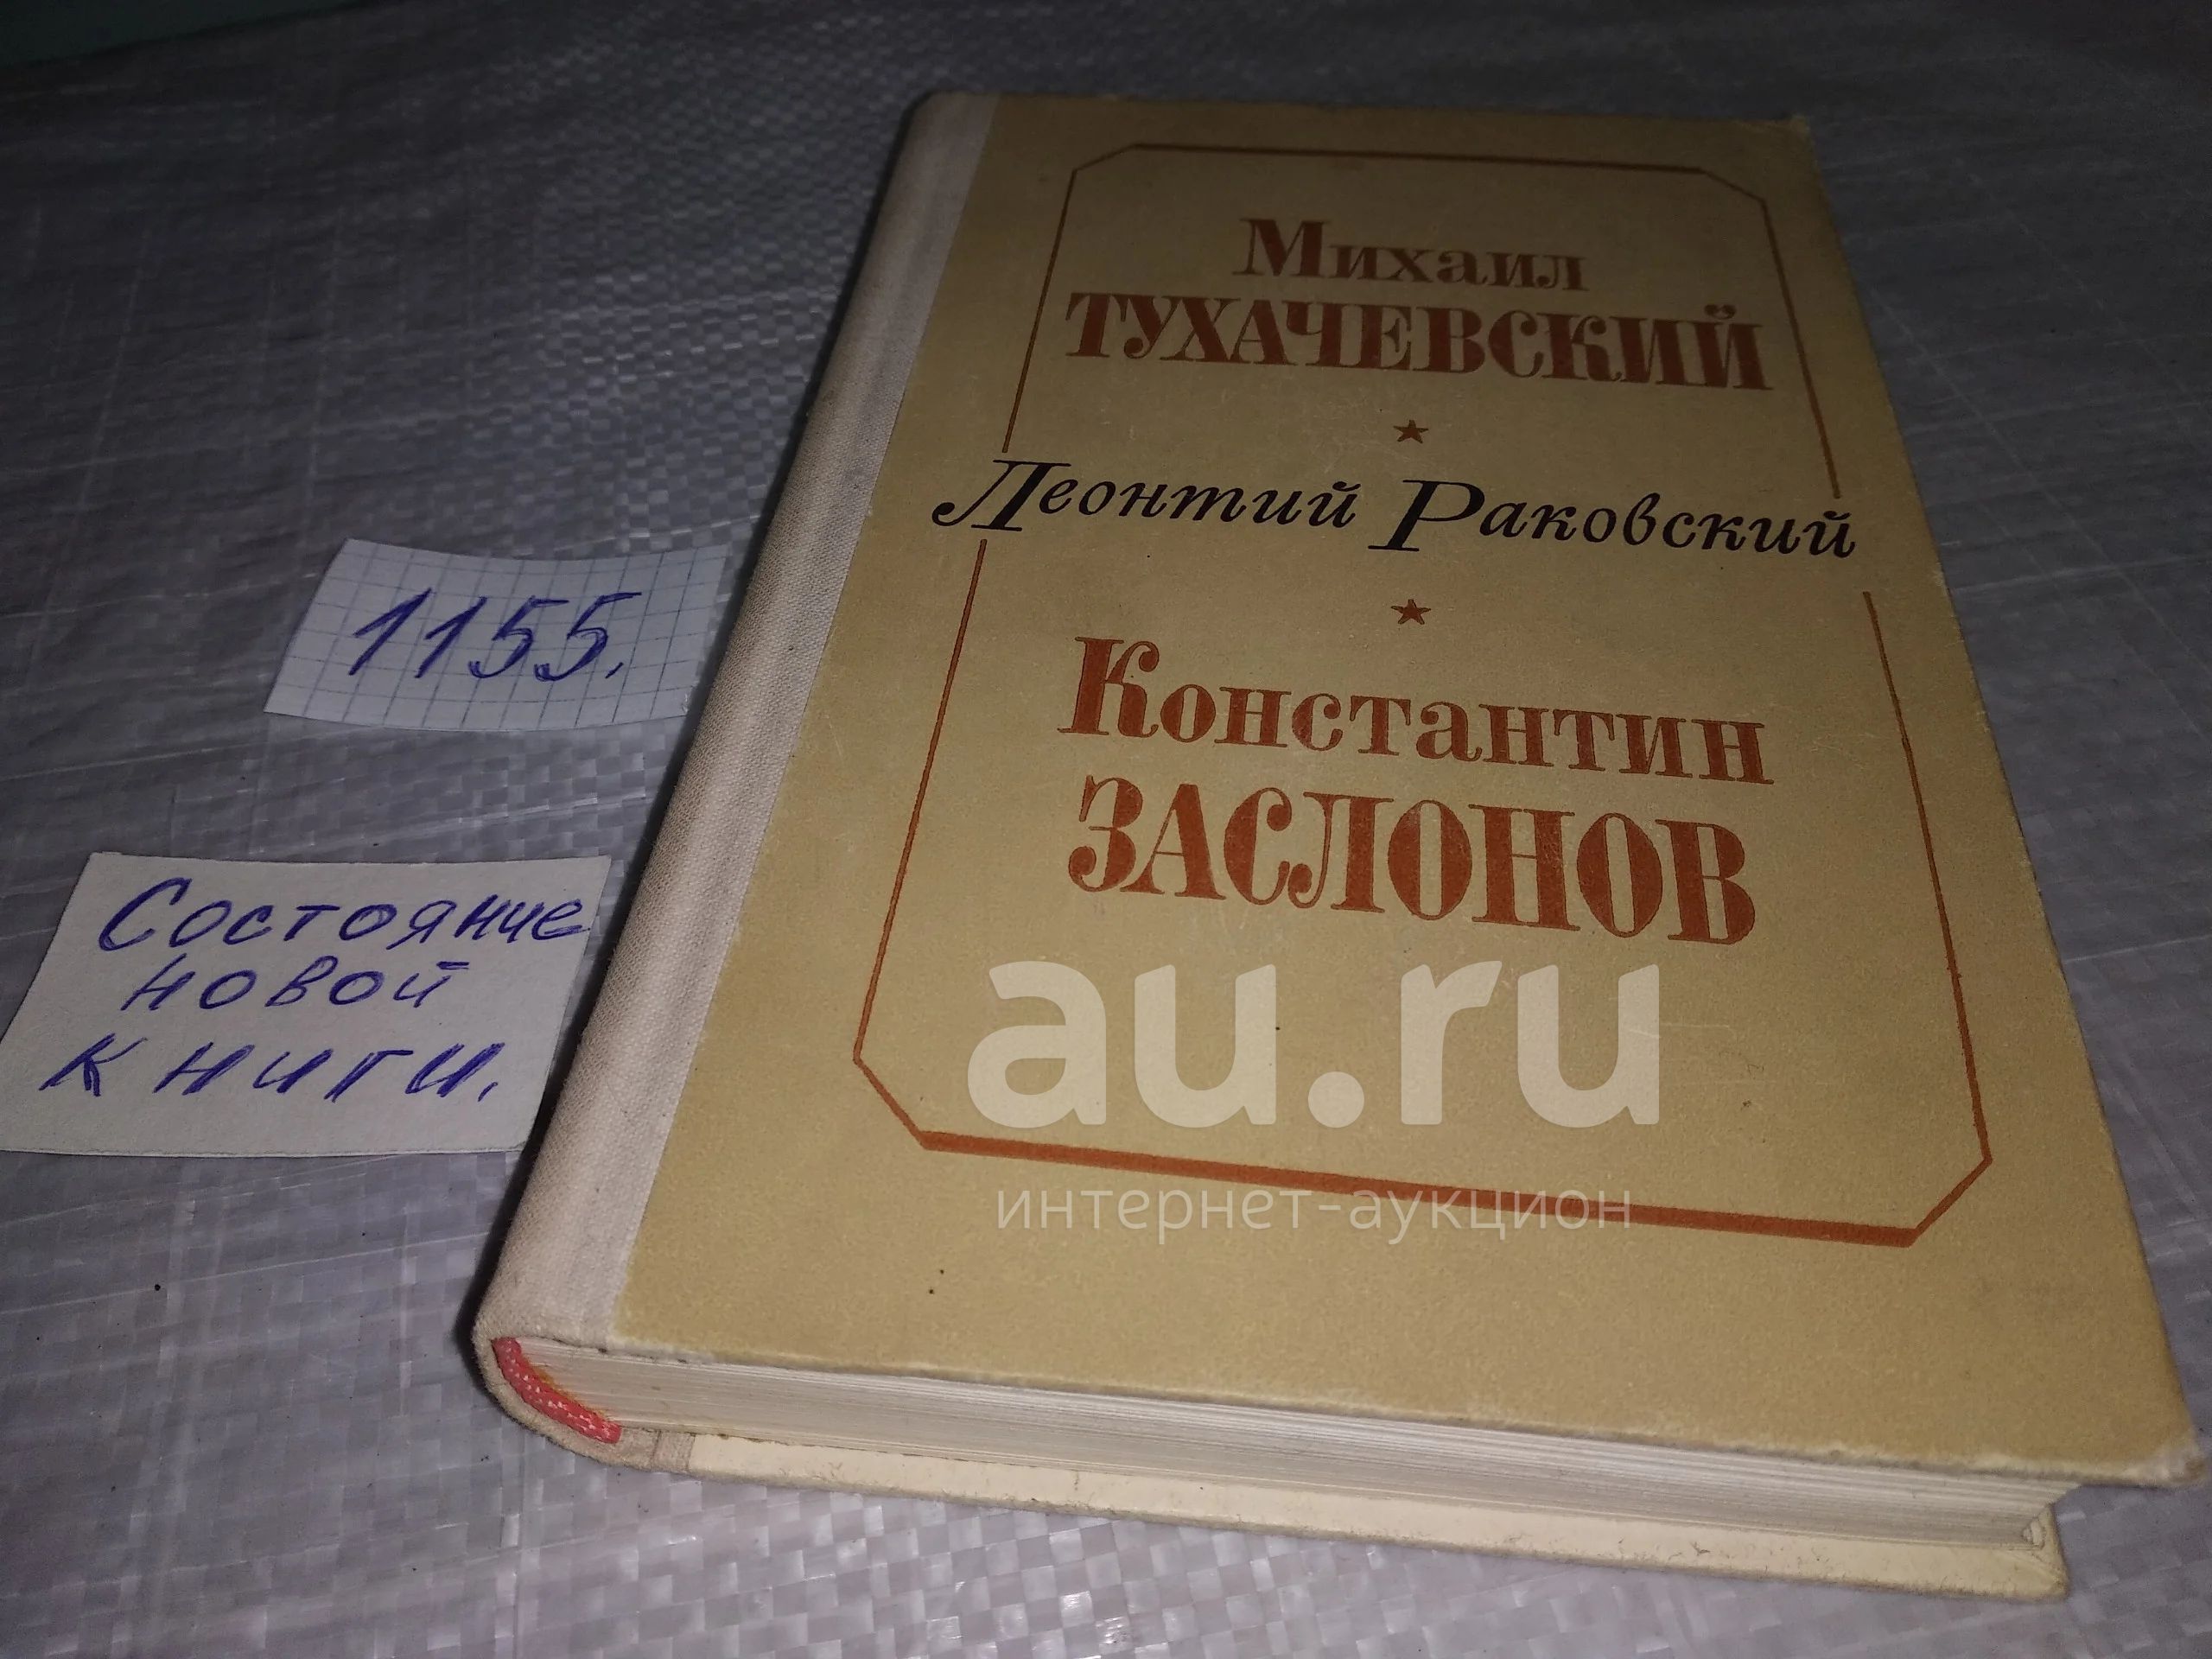 Михаил
ТУХАЧЕВСКИЙ
Леонтий Раковский
Константин
ЗАСЛОНОВ
1155.
Состояние
новой
книги.
au.ru
интернет-аукцион